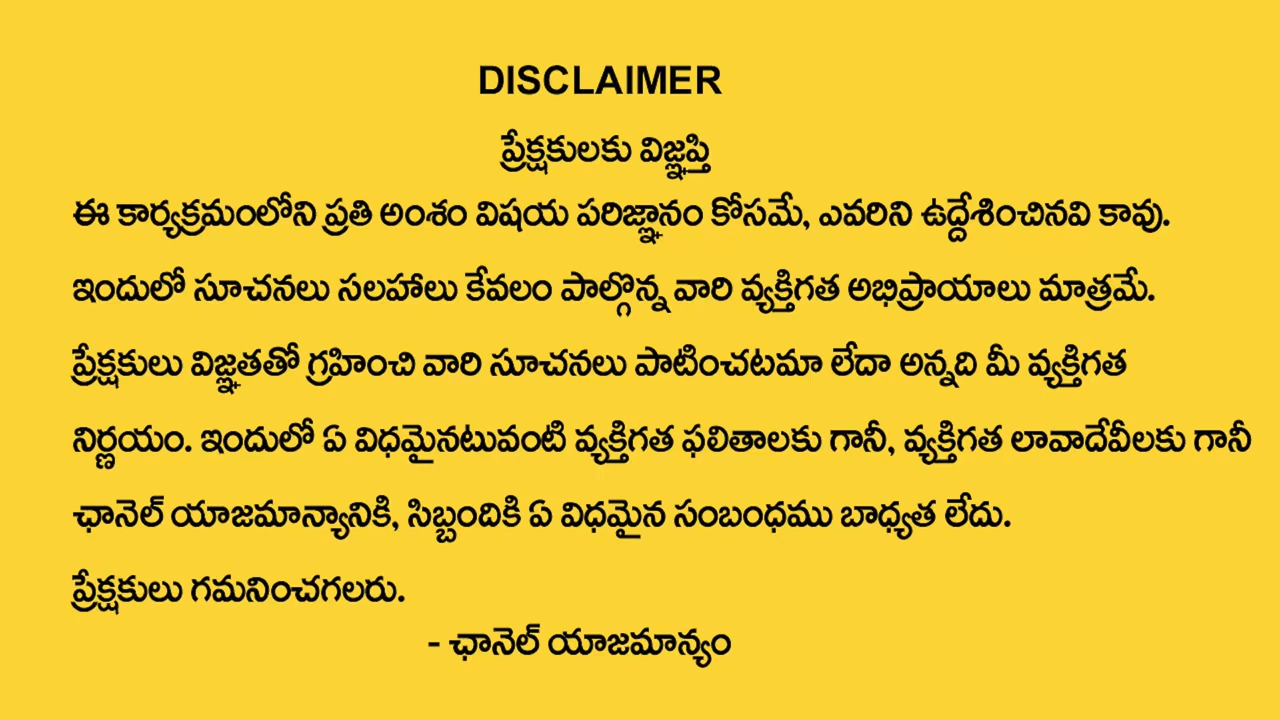 DISCLAIMER
ప్రేక్షకులకు విజ్ఞప్తి
ఈ కార్యక్రమంలోని ప్రతి అంశం విషయ పరిజ్ఞానం కోసమే, ఎవరిని ఉద్దేశించినవి కావు.
ఇందులో సూచనలు సలహాలు కేవలం పాల్గొన్న వారి వ్యక్తిగత అభిప్రాయాలు మాత్రమే.
ప్రేక్షకులు విజ్ఞతతో గ్రహించి వారి సూచనలు పాటించటమా లేదా అన్నది మీ వ్యక్తిగత
నిర్ణయం. ఇందులో ఏ విధమైనటువంటి వ్యక్తిగత ఫలితాలకు గానీ, వ్యక్తిగత లావాదేవీలకు గానీ
ఛానెల్ యాజమాన్యానికి, సిబ్బందికి ఏ విధమైన సంబంధము బాధ్యత లేదు.
ప్రేక్షకులు గమనించగలరు.
- ఛానెల్ యాజమాన్యం